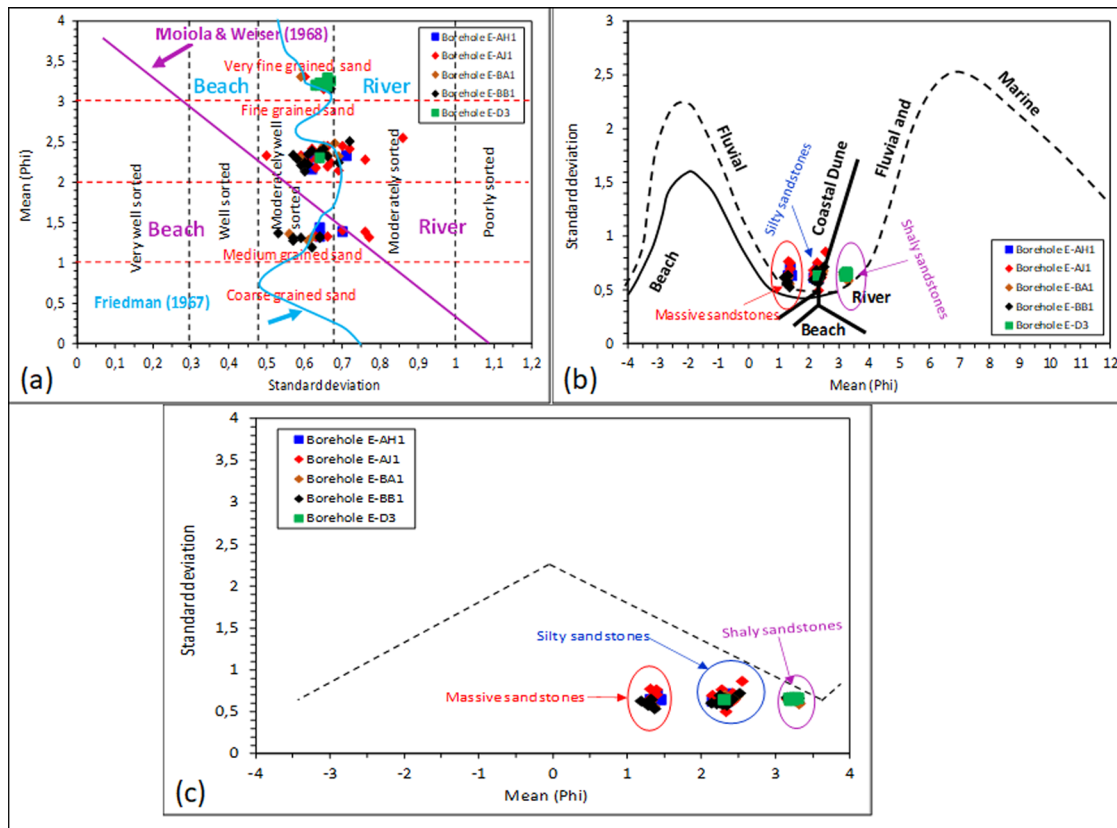 4
3,5
3
2,5
2
1,5
1
0,5
0
Mean (Phi)
Moiola & Weiser (1968)
Very fine grained sand
Beach
River
Fine grained sand
Very well sorted
Well sorted
Moderately well
sorted
Moderately sorted
Poorly sorted
Beach
River
Medium grained sand
Coarse grained sand
Friedman (1967)
Borehole E-AH1
Borehole E-AJ1
Borehole E-BA1
Borehole E-BB1
Borehole E-D3
(a)
0 0,1 0,2 0,3 0,4 0,5 0,6 0,7 0,8 0,9 1 1,1 1,2
Standard deviation
3
2,5
2
1,5
1
0,5
0
Standard deviation
Beach
Fluvial
Silty sandstones
Coastal Dune
Fluvial and
Marine
Massive sandstones
River
Beach
Shaly sandstones
Borehole E-AH1
Borehole E-AJ1
Borehole E-BA1
Borehole E-BB1
Borehole E-D3
(b)
-4 -3 -2 -1 0 1 2 3 4 5 6 7 8 9 10 11 12
Mean (Phi)
4
3,5
3
2,5
2
1,5
1
0,5
0
Standard deviation
Borehole E-AH1
Borehole E-AJ1
Borehole E-BA1
Borehole E-BB1
Borehole E-D3
Silty sandstones
Shaly sandstones
Massive sandstones
-4 -3 -2 -1 0 1 2 3 4
(c)
Mean (Phi)